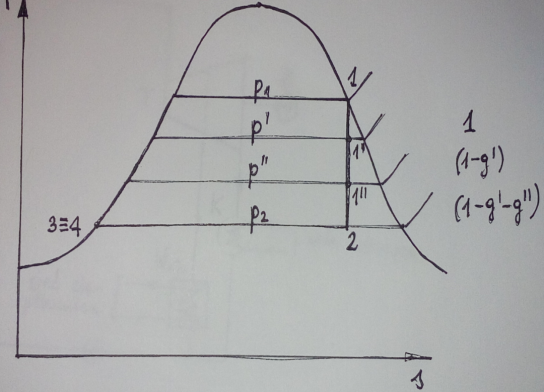 1
p₁
p'
1'
1
(1-g')
p''
1''
(1-g'-g'')
3≡4
p₂
2
s